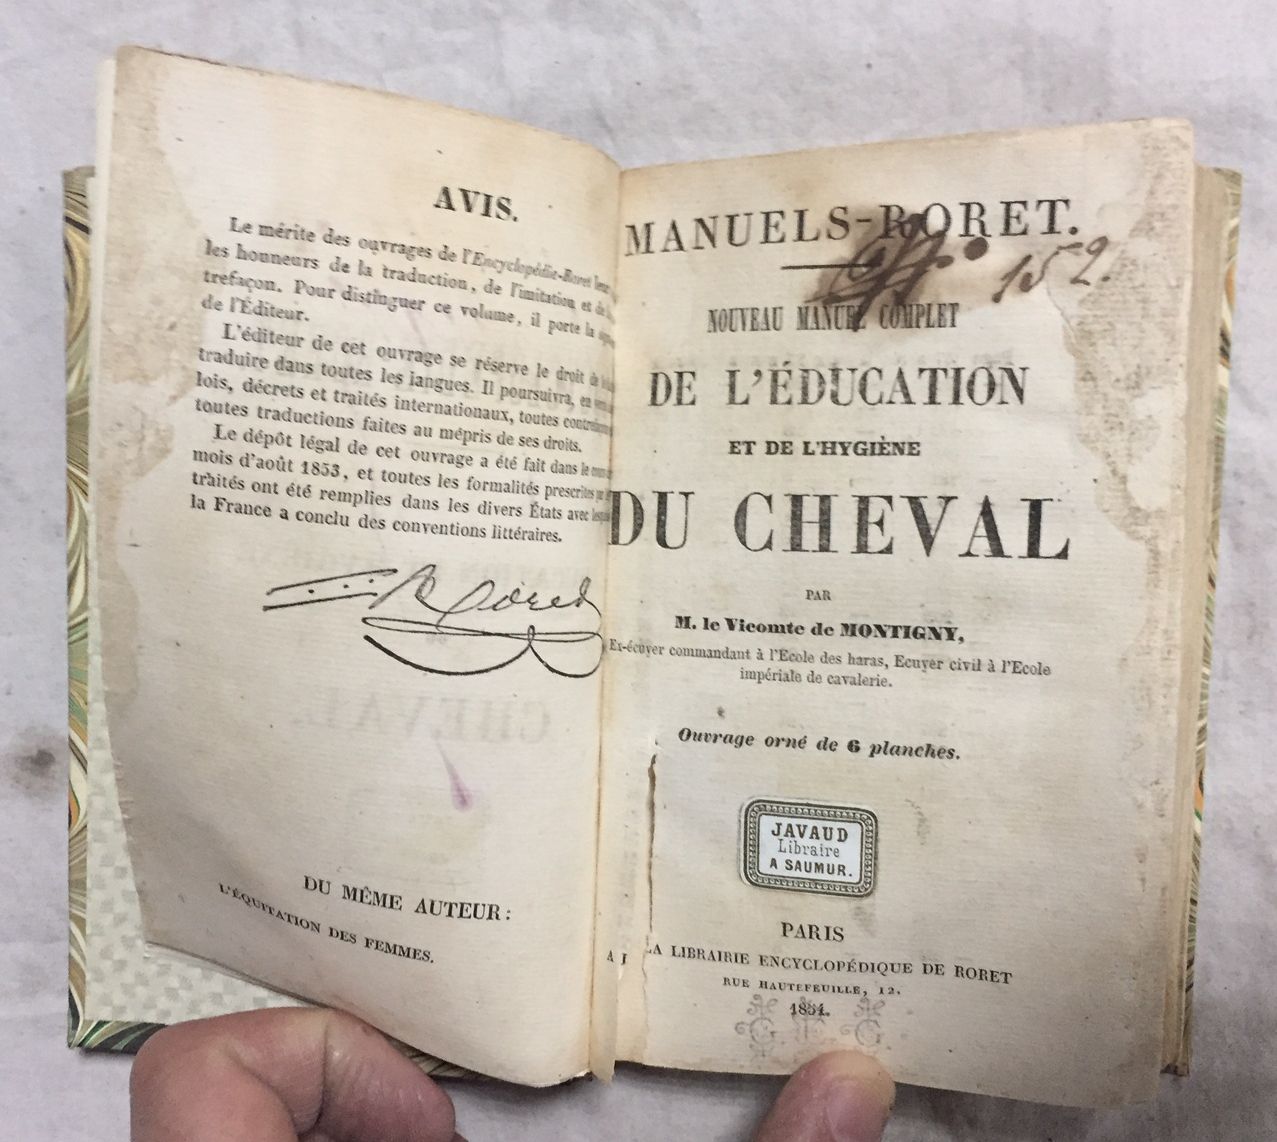 AVIS.
Le mérite des ouvrages de l'Encyclopédie-Roret leur
les honneurs de la traduction, de l'imitation et de la
trefaçon. Pour distinguer ce volume, il porte la
de l'Éditeur.
L'éditeur de cet ouvrage se réserve le droit de
traduire dans toutes les langues. Il poursuivra, en
lois, décrets et traités internationaux, toutes
toutes traductions faites au mépris de ses droits.
Le dépôt légal de cet ouvrage a été fait dans le
mois d'août 1853, et toutes les formalités prescrites
traités ont été remplies dans les divers États avec
la France a conclu des conventions littéraires.
Roret
DU MÊME AUTEUR:
L'ÉQUITATION DES FEMMES.
MANUELS-RORET.
152.
NOUVEAU MANUEL COMPLET
DE L'ÉDUCATION
ET DE L'HYGIÈNE
DU CHEVAL
PAR
M. le Vicomte de MONTIGNY,
Ex-écuyer commandant à l'École des haras, Ecuyer civil à l'Ecole
impériale de cavalerie.
Ouvrage orné de 6 planches.
JAVAUD
Libraire
A SAUMUR.
PARIS
A LA LIBRAIRIE ENCYCLOPÉDIQUE DE RORET
RUE HAUTEFEUILLE, 12.
1854.